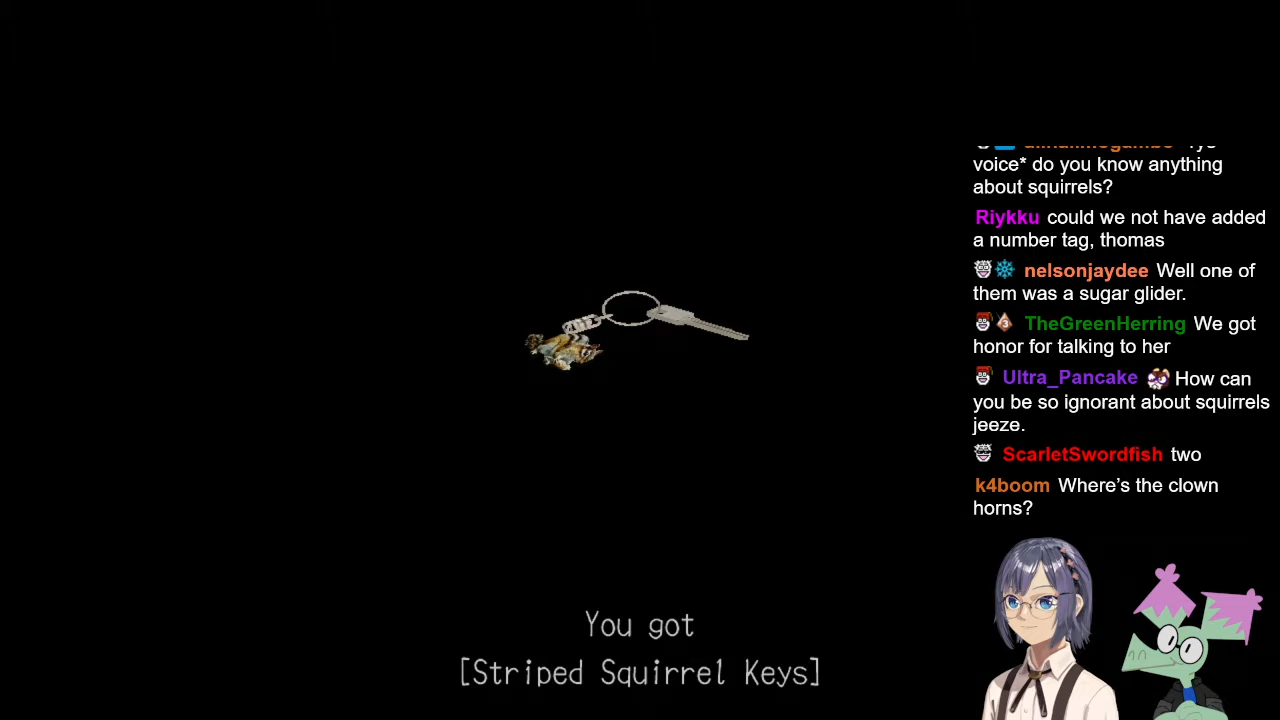 voice* do you know anything
about squirrels?
Riykku could we not have added
a number tag, thomas
nelsonjaydee Well one of
them was a sugar glider.
TheGreenHerring We got
honor for talking to her
Ultra_Pancake How can
you be so ignorant about squirrels
jeeze.
ScarletSwordfish two
k4boom Where's the clown
horns?
You got
[Striped Squirrel Keys]